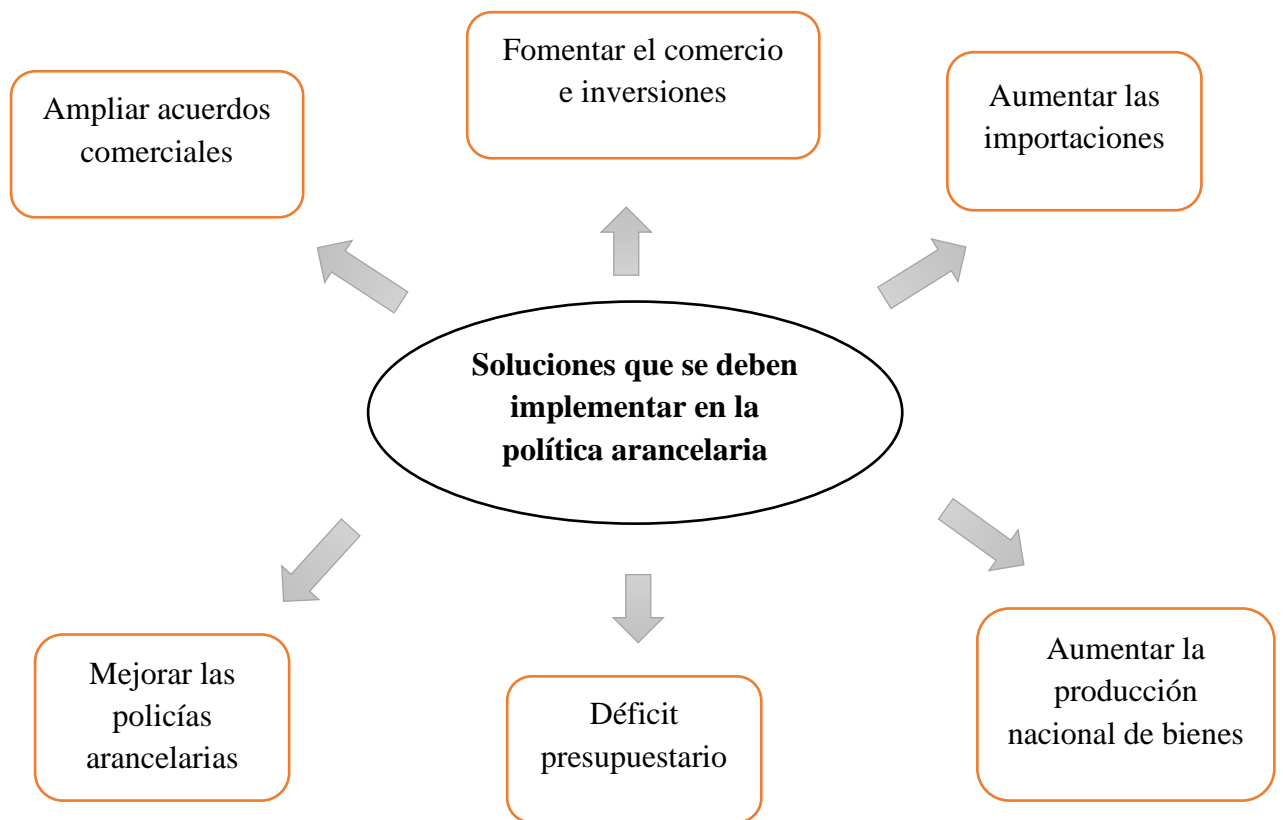 Fomentar el comercio
e inversiones
Ampliar acuerdos
comerciales
Aumentar las
importaciones
Soluciones que se deben
implementar en la
política arancelaria
Mejorar las
policías
arancelarias
Déficit
presupuestario
Aumentar la
producción
nacional de bienes